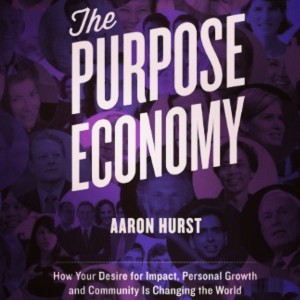 The
PURPOSE
ECONOMY
AARON HURST
How Your Desire for Impact, Personal Growth
and Community Is Changing the World